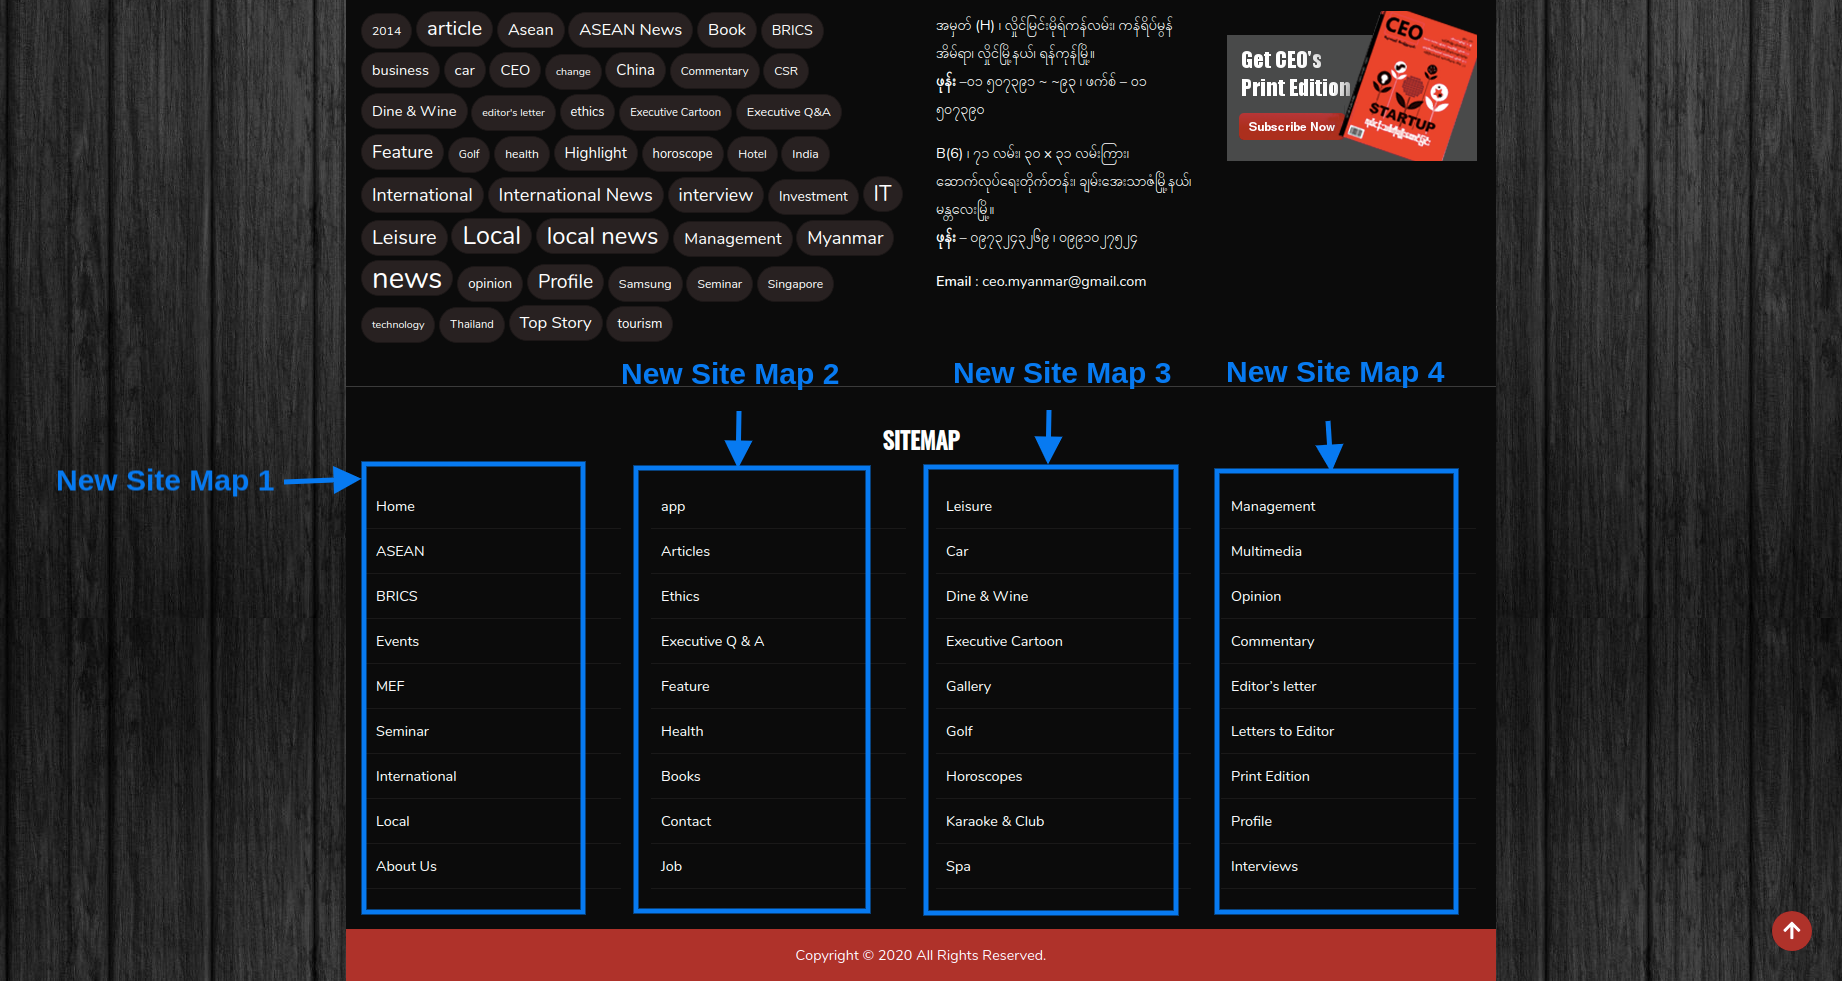 2014 article Asean ASEAN News Book BRICS
business car CEO change China Commentary CSR
Dine & Wine editor's letter ethics Executive Cartoon Executive Q&A
Feature Golf health Highlight horoscope Hotel India
International International News interview Investment IT
Leisure Local local news Management Myanmar
news opinion Profile Samsung Seminar Singapore
technology Thailand Top Story tourism
အမှတ် (H) ၊ လှိုင်မြင်းမိုရ်ကန်လမ်း၊ ကန်ရိပ်မွန်
အိမ်ရာ၊ လှိုင်မြို့နယ်၊ ရန်ကုန်မြို့။
ဖုန်း –၀၁ ၅၀၇၃၉၁ ~ ~၉၃ ၊ ဖက်စ် – ၀၁
၅၀၇၃၉၀
B(6) ၊ ၇၁ လမ်း၊ ၃၀ x ၃၁ လမ်းကြား၊
ဆောက်လုပ်ရေးတိုက်တန်း၊ ချမ်းအေးသာဇံမြို့နယ်၊
မန္တလေးမြို့။
ဖုန်း – ၀၉၇၃၂၄၃၂၆၉ ၊ ၀၉၉၁၀၂၇၅၂၄
Email : ceo.myanmar@gmail.com
Get CEO's
Print Edition
Subscribe Now
CEO
STARTUP
New Site Map 1
New Site Map 2
New Site Map 3
New Site Map 4
SITEMAP
Home
ASEAN
BRICS
Events
MEF
Seminar
International
Local
About Us
app
Articles
Ethics
Executive Q & A
Feature
Health
Books
Contact
Job
Leisure
Car
Dine & Wine
Executive Cartoon
Gallery
Golf
Horoscopes
Karaoke & Club
Spa
Management
Multimedia
Opinion
Commentary
Editor’s letter
Letters to Editor
Print Edition
Profile
Interviews
Copyright © 2020 All Rights Reserved.